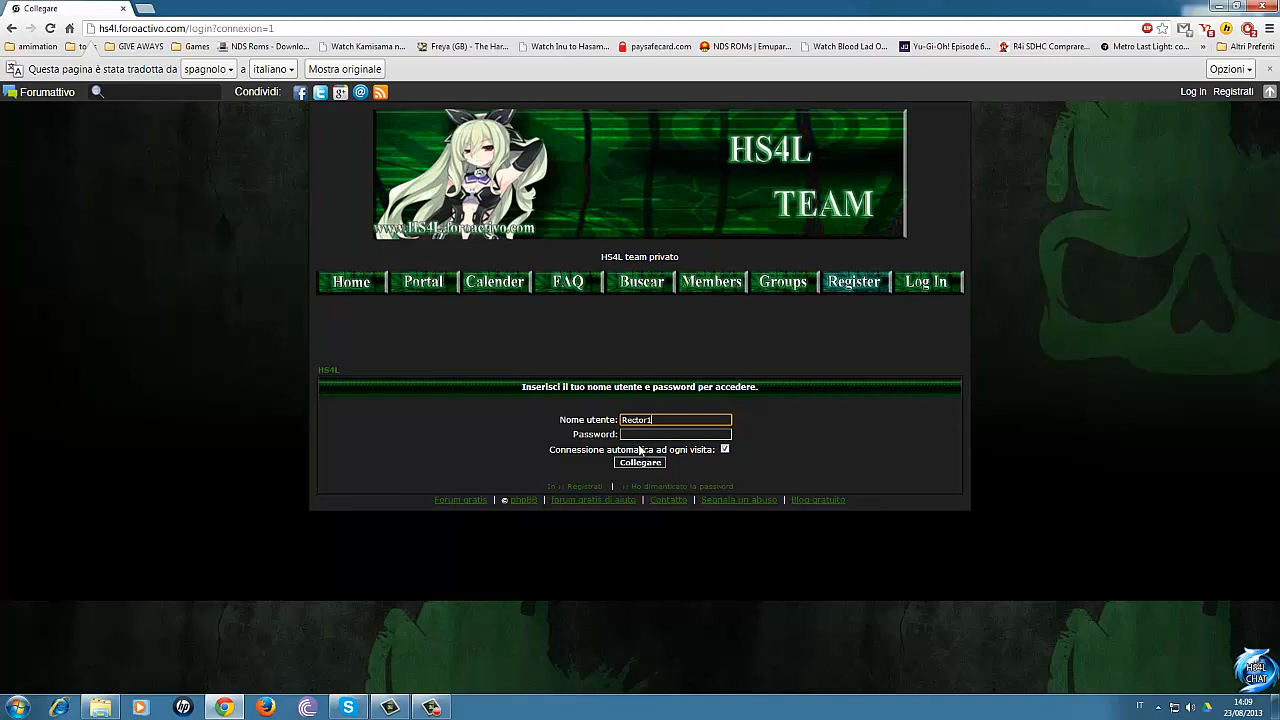 Collegare
hs4l.foroactivo.com/login?connexion=1
amimation
to
GIVE AWAYS
Games
NDS Roms - Downlo...
Watch Kamisama n...
Freya (GB) - The Har...
Watch Inu to Hasam...
paysafecard.com
NDS ROMs | Emupar...
Watch Blood Lad O...
Yu-Gi-Oh! Episode 6...
R4i SDHC Comprare...
Metro Last Light: co...
»
Altri Preferiti
Questa pagina è stata tradotta da
spagnolo
a
italiano
Mostra originale
Opzioni
Forumattivo
Condividi:
Log in
Registrati
HS4L
TEAM
www.HS4L.foroactivo.com
HS4L team privato
Home
Portal
Calender
FAQ
Buscar
Members
Groups
Register
Log In
HS4L
Inserisci il tuo nome utente e password per accedere.
Nome utente: Rector1
Password:
Connessione automatica ad ogni visita:
Collegare
In :: Registrati | :: Ho dimenticato la password
Forum gratis | © phpBB | forum gratis di aiuto | Contatto | Segnala un abuso | Blog gratuito
HS4L
CHAT
IT
14:09
23/08/2013